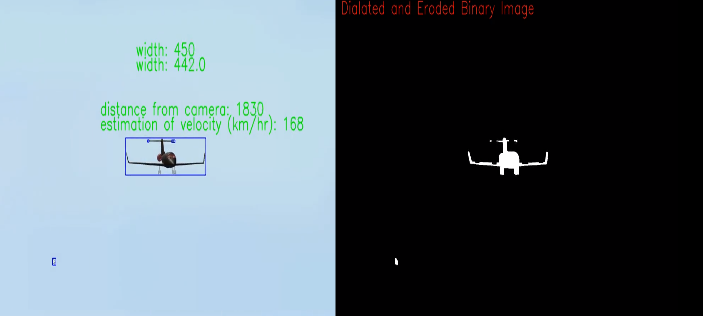 Dialated and Eroded Binary Image
width: 450
width: 442.0
distance from camera: 1830
estimation of velocity (km/hr): 168